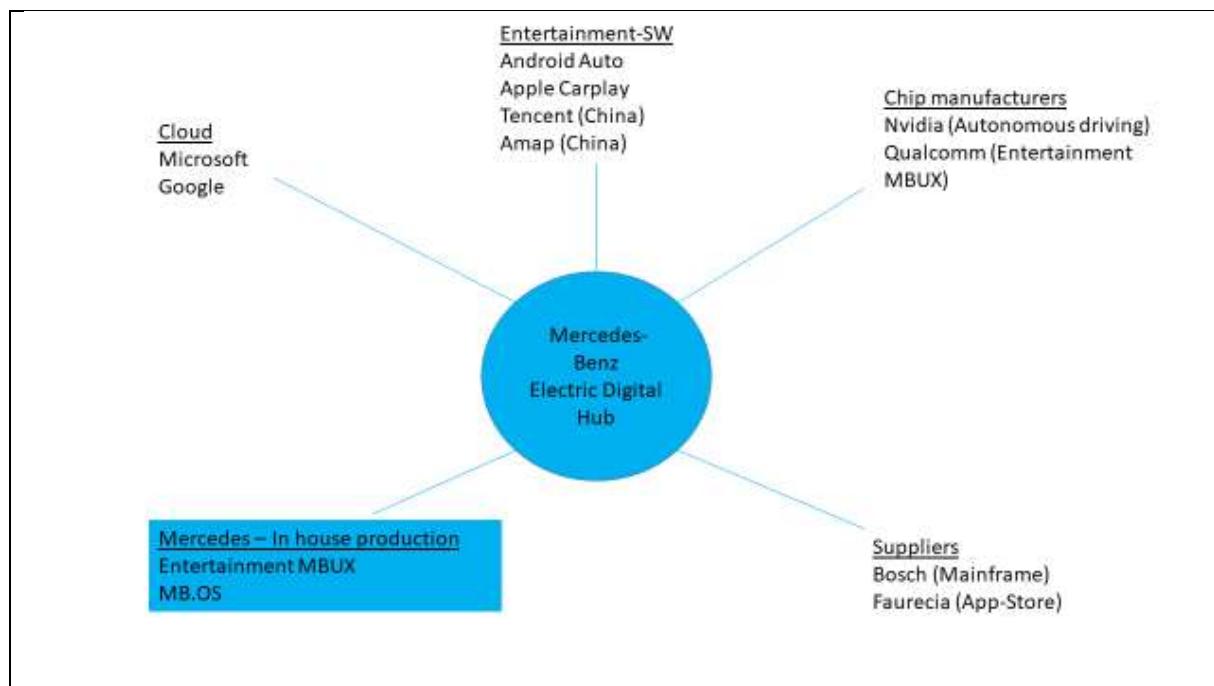 Entertainment-SW
Android Auto
Apple Carplay
Tencent (China)
Amap (China)
Chip manufacturers
Nvidia (Autonomous driving)
Qualcomm (Entertainment
MBUX)
Cloud
Microsoft
Google
Mercedes-
Benz
Electric Digital
Hub
Mercedes – In house production
Entertainment MBUX
MB.OS
Suppliers
Bosch (Mainframe)
Faurecia (App-Store)